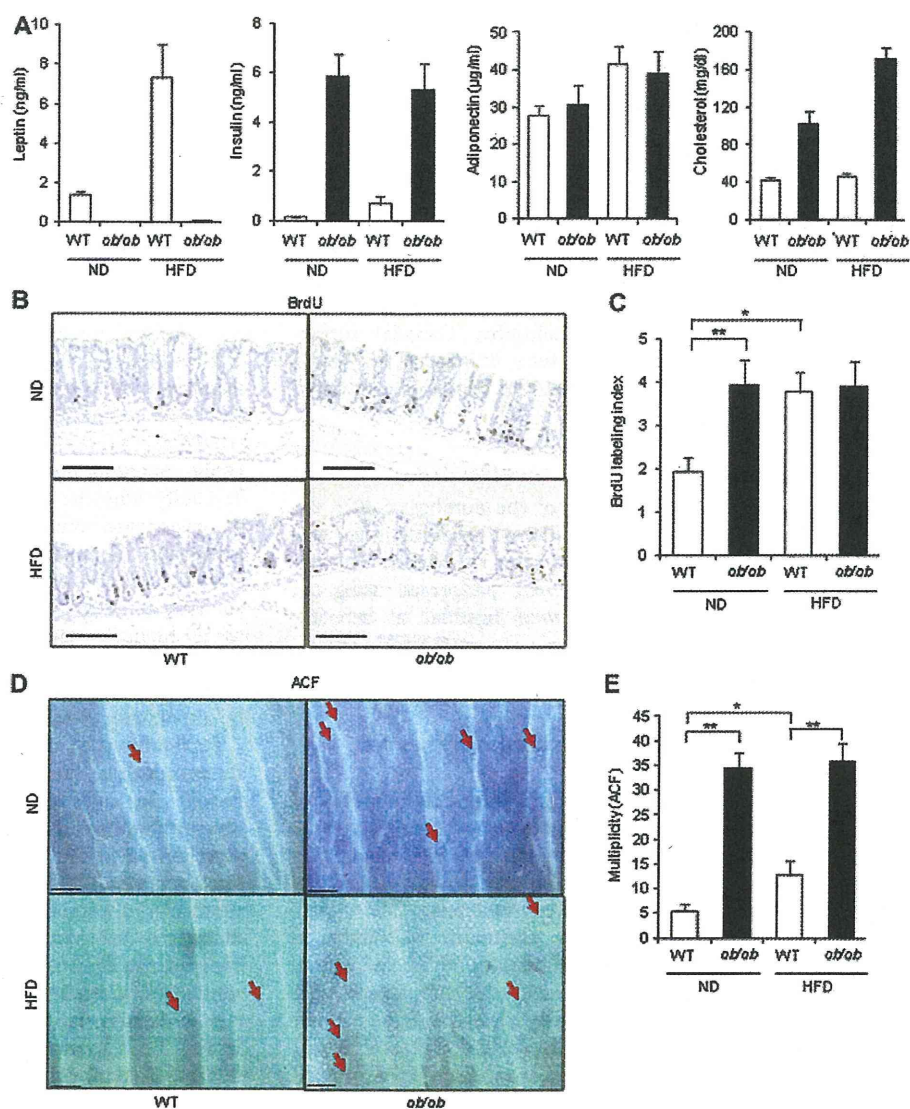 A
Leptin (ng/ml)
10
8
6
4
2
0
WT ob/ob WT ob/ob
ND HFD
Insulin (ng/ml)
8
6
4
2
0
WT ob/ob WT ob/ob
ND HFD
Adiponectin (μg/ml)
50
40
30
20
10
0
WT ob/ob WT ob/ob
ND HFD
Cholesterol (mg/dl)
200
160
120
80
40
0
WT ob/ob WT ob/ob
ND HFD
B
BrdU
ND
HFD
WT ob/ob
C
BrdU labeling index
5
4
3
2
1
0
*
**
WT ob/ob WT ob/ob
ND HFD
D
ACF
ND
HFD
WT ob/ob
E
Multiplicity (ACF)
45
40
35
30
25
20
15
10
5
0
*
** **
WT ob/ob WT ob/ob
ND HFD